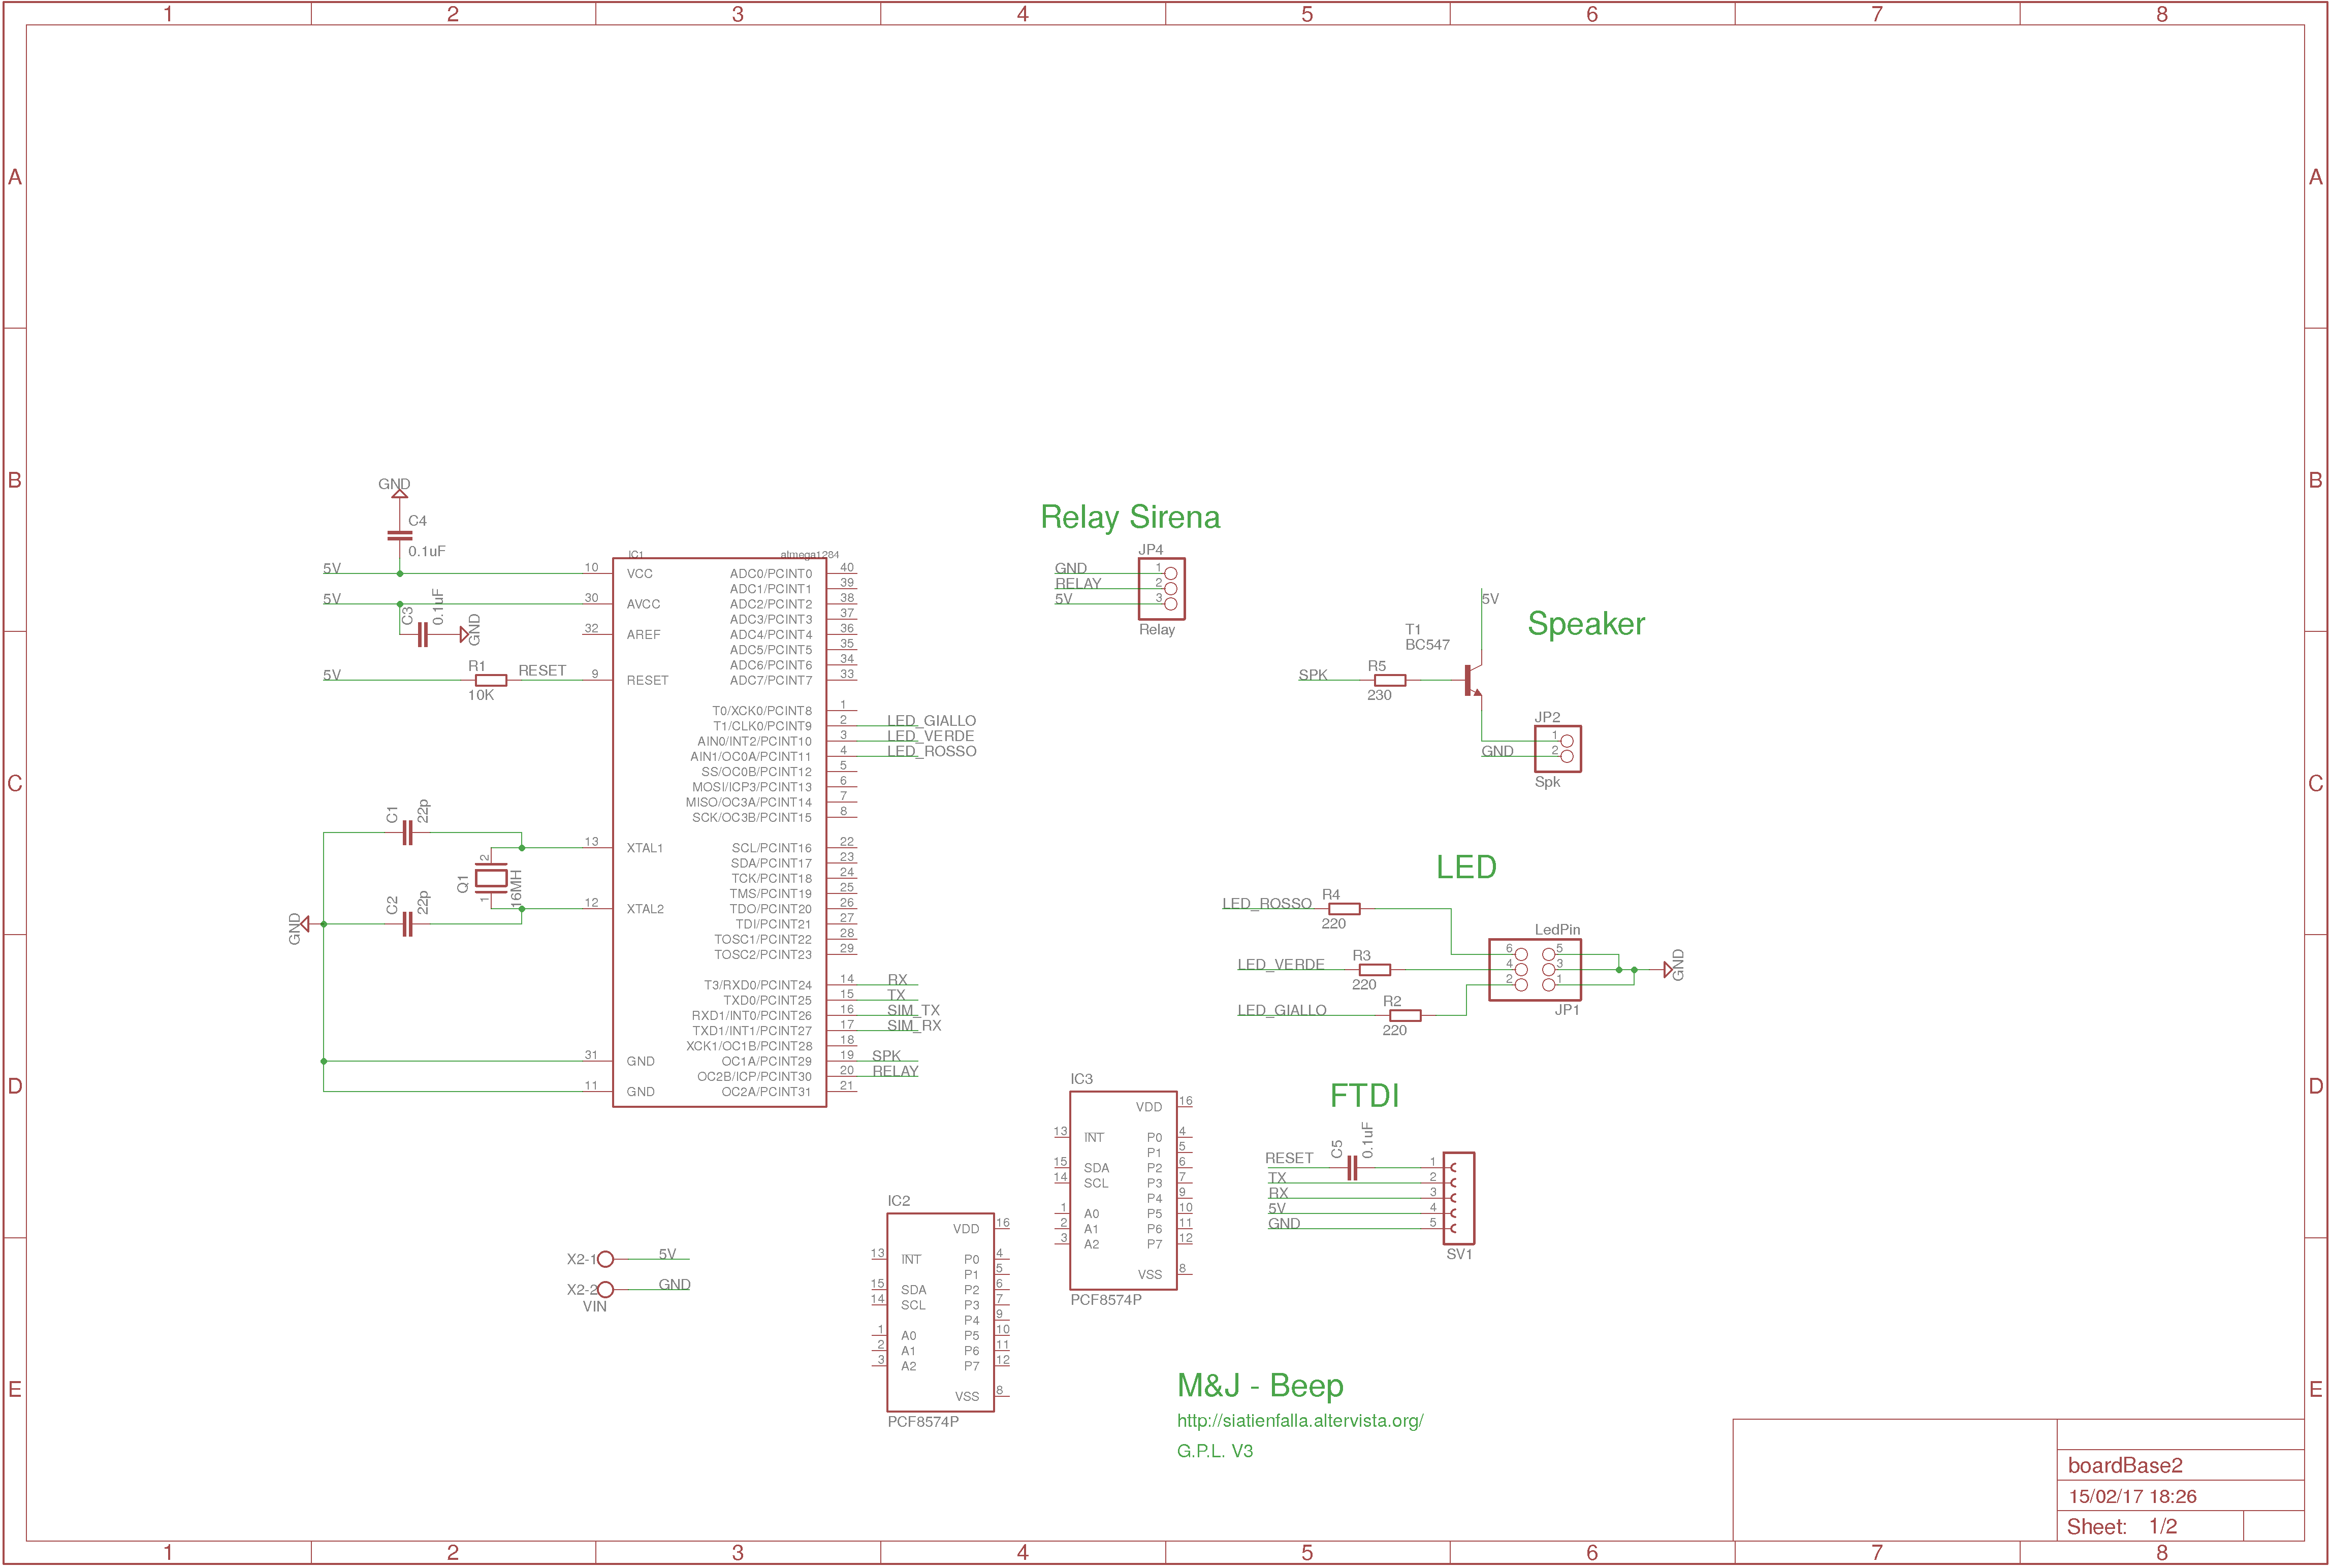 1 2 3 4 5 6 7 8
A A
B B
C C
D D
E E
GND
C4
0.1uF
5V
5V
C3
0.1uF
GND
5V
R1
10K
RESET
C1
22p
Q1
2
1
16MH
C2
22p
GND
IC1 atmega1284
10 VCC ADC0/PCINT0 40
ADC1/PCINT1 39
30 AVCC ADC2/PCINT2 38
ADC3/PCINT3 37
32 AREF ADC4/PCINT4 36
ADC5/PCINT5 35
ADC6/PCINT6 34
9 RESET ADC7/PCINT7 33
T0/XCK0/PCINT8 1
T1/CLK0/PCINT9 2 LED_GIALLO
AIN0/INT2/PCINT10 3 LED_VERDE
AIN1/OC0A/PCINT11 4 LED_ROSSO
SS/OC0B/PCINT12 5
MOSI/ICP3/PCINT13 6
MISO/OC3A/PCINT14 7
SCK/OC3B/PCINT15 8
13 XTAL1 SCL/PCINT16 22
SDA/PCINT17 23
TCK/PCINT18 24
TMS/PCINT19 25
12 XTAL2 TDO/PCINT20 26
TDI/PCINT21 27
TOSC1/PCINT22 28
TOSC2/PCINT23 29
T3/RXD0/PCINT24 14 RX
TXD0/PCINT25 15 TX
RXD1/INT0/PCINT26 16 SIM_TX
TXD1/INT1/PCINT27 17 SIM_RX
XCK1/OC1B/PCINT28 18
31 GND OC1A/PCINT29 19 SPK
OC2B/ICP/PCINT30 20 RELAY
11 GND OC2A/PCINT31 21
Relay Sirena
JP4
GND 1
RELAY 2
5V 3
Relay
Speaker
5V
T1
BC547
SPK
R5
230
JP2
1
GND 2
Spk
LED
LED_ROSSO
R4
220
LED_VERDE
R3
220
LED_GIALLO
R2
220
LedPin
6 5
4 3
2 1
JP1
GND
FTDI
C5
0.1uF
RESET 1
TX 2
RX 3
5V 4
GND 5
SV1
IC3
VDD 16
13 INT P0 4
P1 5
15 SDA P2 6
14 SCL P3 7
P4 9
1 A0 P5 10
2 A1 P6 11
3 A2 P7 12
VSS 8
PCF8574P
IC2
VDD 16
13 INT P0 4
P1 5
15 SDA P2 6
14 SCL P3 7
P4 9
1 A0 P5 10
2 A1 P6 11
3 A2 P7 12
VSS 8
PCF8574P
X2-1 5V
X2-2 GND
VIN
M&J - Beep
http://siatienfalla.altervista.org/
G.P.L. V3
boardBase2
15/02/17 18:26
Sheet: 1/2
1 2 3 4 5 6 7 8